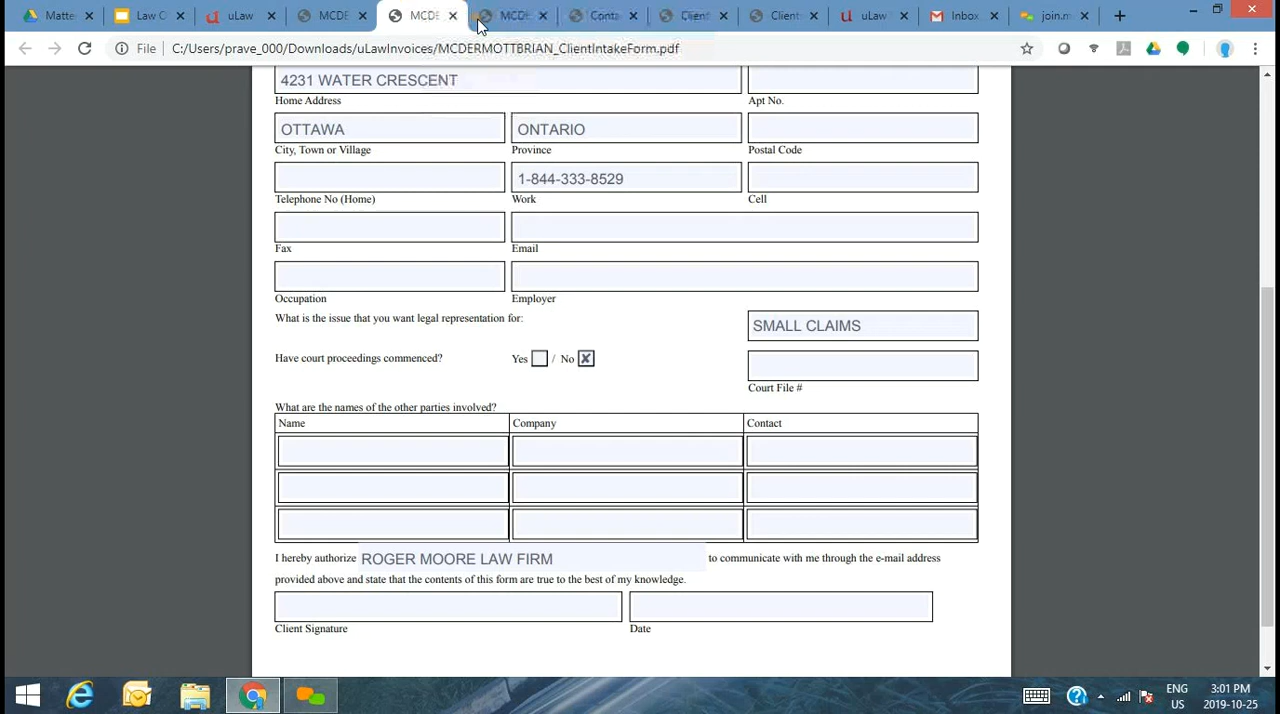 Matte
Law C
uLaw
MCDE
MCDE
MCDE
Conta
Client
Client
uLaw
Inbox
join.m
File C:/Users/prave_000/Downloads/uLawInvoices/MCDERMOTTBRIAN_ClientIntakeForm.pdf
4231 WATER CRESCENT
Home Address Apt No.
OTTAWA ONTARIO
City, Town or Village Province Postal Code
1-844-333-8529
Telephone No (Home) Work Cell
Fax Email
Occupation Employer
What is the issue that you want legal representation for: SMALL CLAIMS
Have court proceedings commenced? Yes / No X
Court File #
What are the names of the other parties involved?
Name Company Contact
I hereby authorize ROGER MOORE LAW FIRM to communicate with me through the e-mail address
provided above and state that the contents of this form are true to the best of my knowledge.
Client Signature Date
ENG 3:01 PM
US 2019-10-25